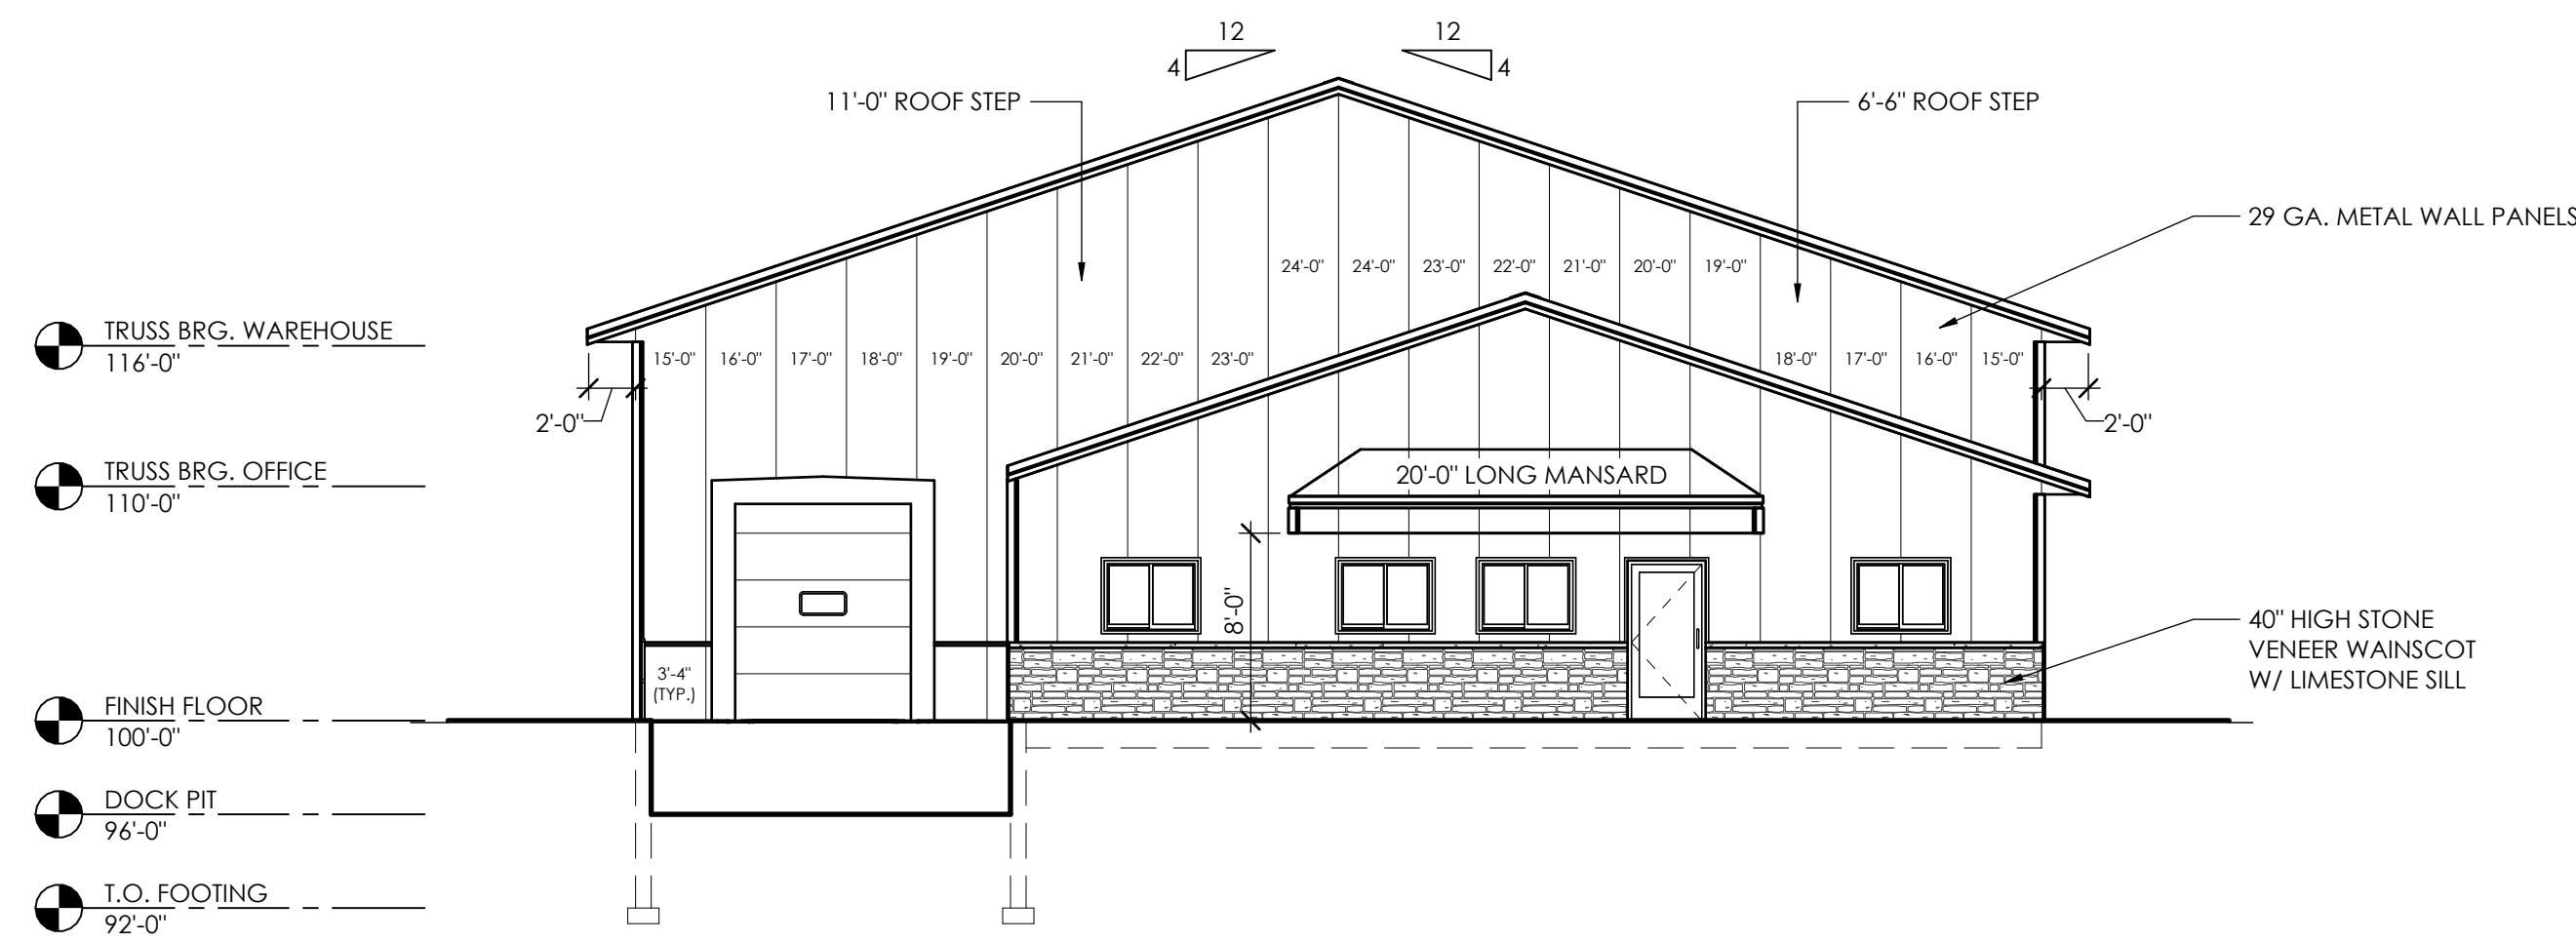 12
12
4
4
11'-0" ROOF STEP
6'-6" ROOF STEP
29 GA. METAL WALL PANELS
24'-0"
24'-0"
23'-0"
22'-0"
21'-0"
20'-0"
19'-0"
TRUSS BRG. WAREHOUSE
116'-0"
15'-0"
16'-0"
17'-0"
18'-0"
19'-0"
20'-0"
21'-0"
22'-0"
23'-0"
18'-0"
17'-0"
16'-0"
15'-0"
2'-0"
2'-0"
TRUSS BRG. OFFICE
110'-0"
20'-0" LONG MANSARD
8'-0"
40" HIGH STONE
VENEER WAINSCOT
W/ LIMESTONE SILL
3'-4"
(TYP.)
FINISH FLOOR
100'-0"
DOCK PIT
96'-0"
T.O. FOOTING
92'-0"